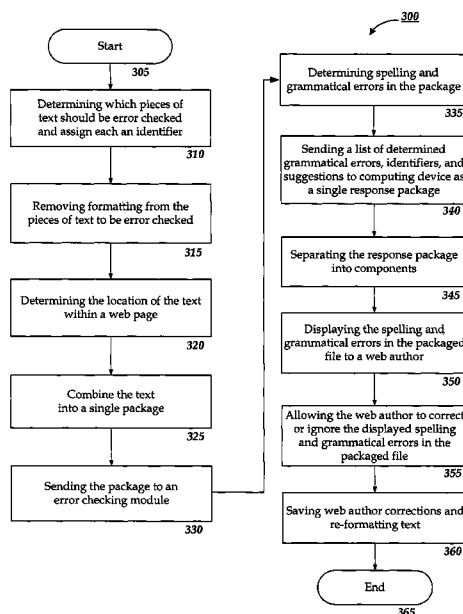 300
Start
305
Determining which pieces of
text should be error checked
and assign each an identifier
310
Removing formatting from the
pieces of text to be error checked
315
Determining the location of the text
within a web page
320
Combine the text
into a single package
325
Sending the package to an
error checking module
330
Determining spelling and
grammatical errors in the package
335
Sending a list of determined
grammatical errors, identifiers, and
suggestions to computing device as
a single response package
340
Separating the response package
into components
345
Displaying the spelling and
grammatical errors in the packaged
file to a web author
350
Allowing the web author to correct
or ignore the displayed spelling
and grammatical errors in the
packaged file
355
Saving web author corrections and
re-formatting text
360
End
365